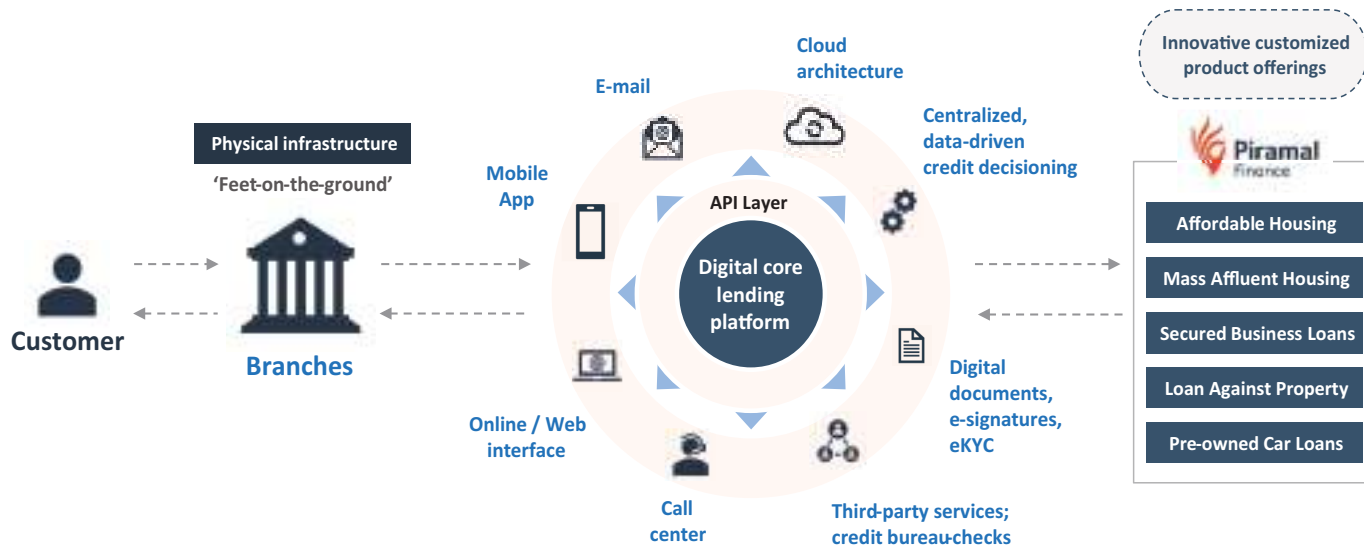 Innovative customized
product offerings
Cloud
architecture
E-mail
Centralized,
data-driven
credit decisioning
Physical infrastructure
'Feet-on-the-ground'
Mobile
App
API Layer
Piramal
Finance
Affordable Housing
Digital core
lending
platform
Mass Affluent Housing
Customer
Branches
Secured Business Loans
Digital
documents,
e-signatures,
eKYC
Loan Against Property
Online / Web
interface
Pre-owned Car Loans
Call
center
Third-party services;
credit bureau-checks